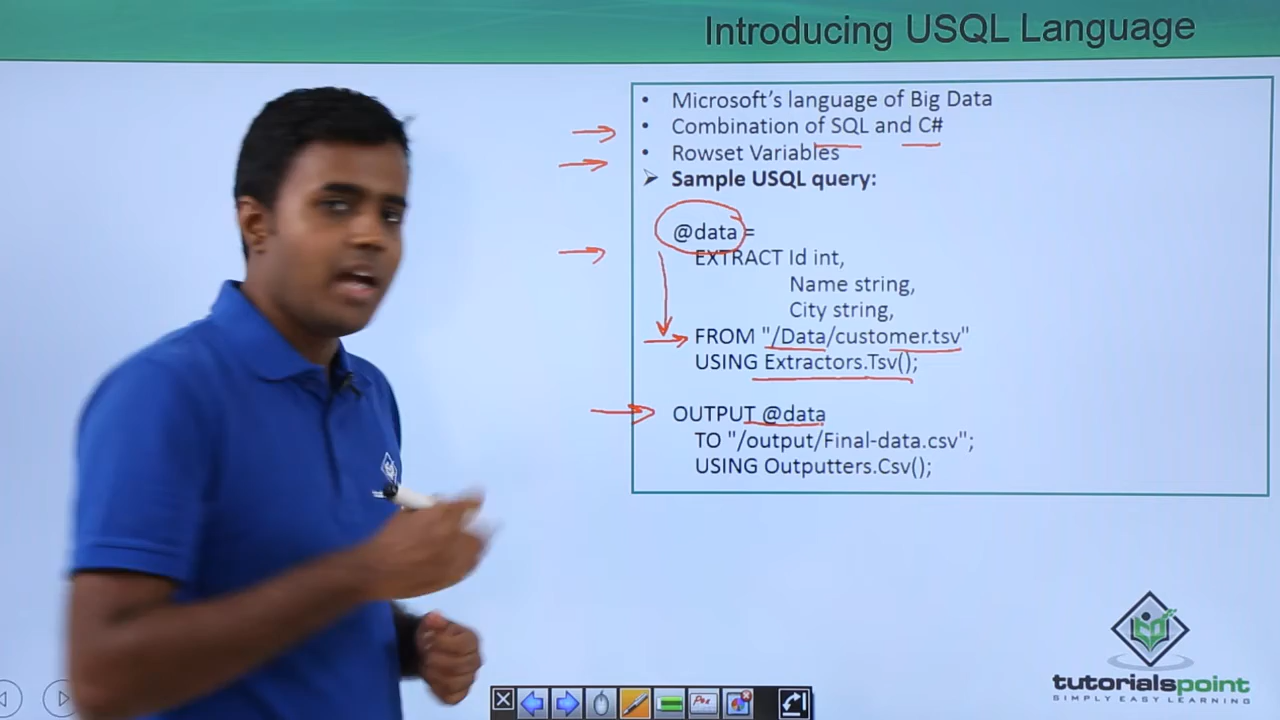 Introducing USQL Language
• Microsoft's language of Big Data
• Combination of SQL and C#
• Rowset Variables
➢ Sample USQL query:
@data =
EXTRACT Id int,
Name string,
City string,
FROM "/Data/customer.tsv"
USING Extractors.Tsv();
OUTPUT @data
TO "/output/Final-data.csv";
USING Outputters.Csv();
tutorialspoint
SIMPLY EASY LEARNING